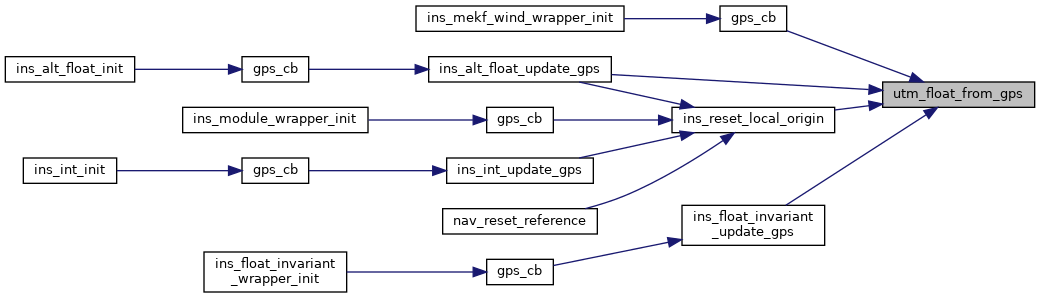 ins_mekf_wind_wrapper_init
gps_cb
ins_alt_float_init
gps_cb
ins_alt_float_update_gps
utm_float_from_gps
ins_module_wrapper_init
gps_cb
ins_reset_local_origin
ins_int_init
gps_cb
ins_int_update_gps
nav_reset_reference
ins_float_invariant
_update_gps
ins_float_invariant
_wrapper_init
gps_cb